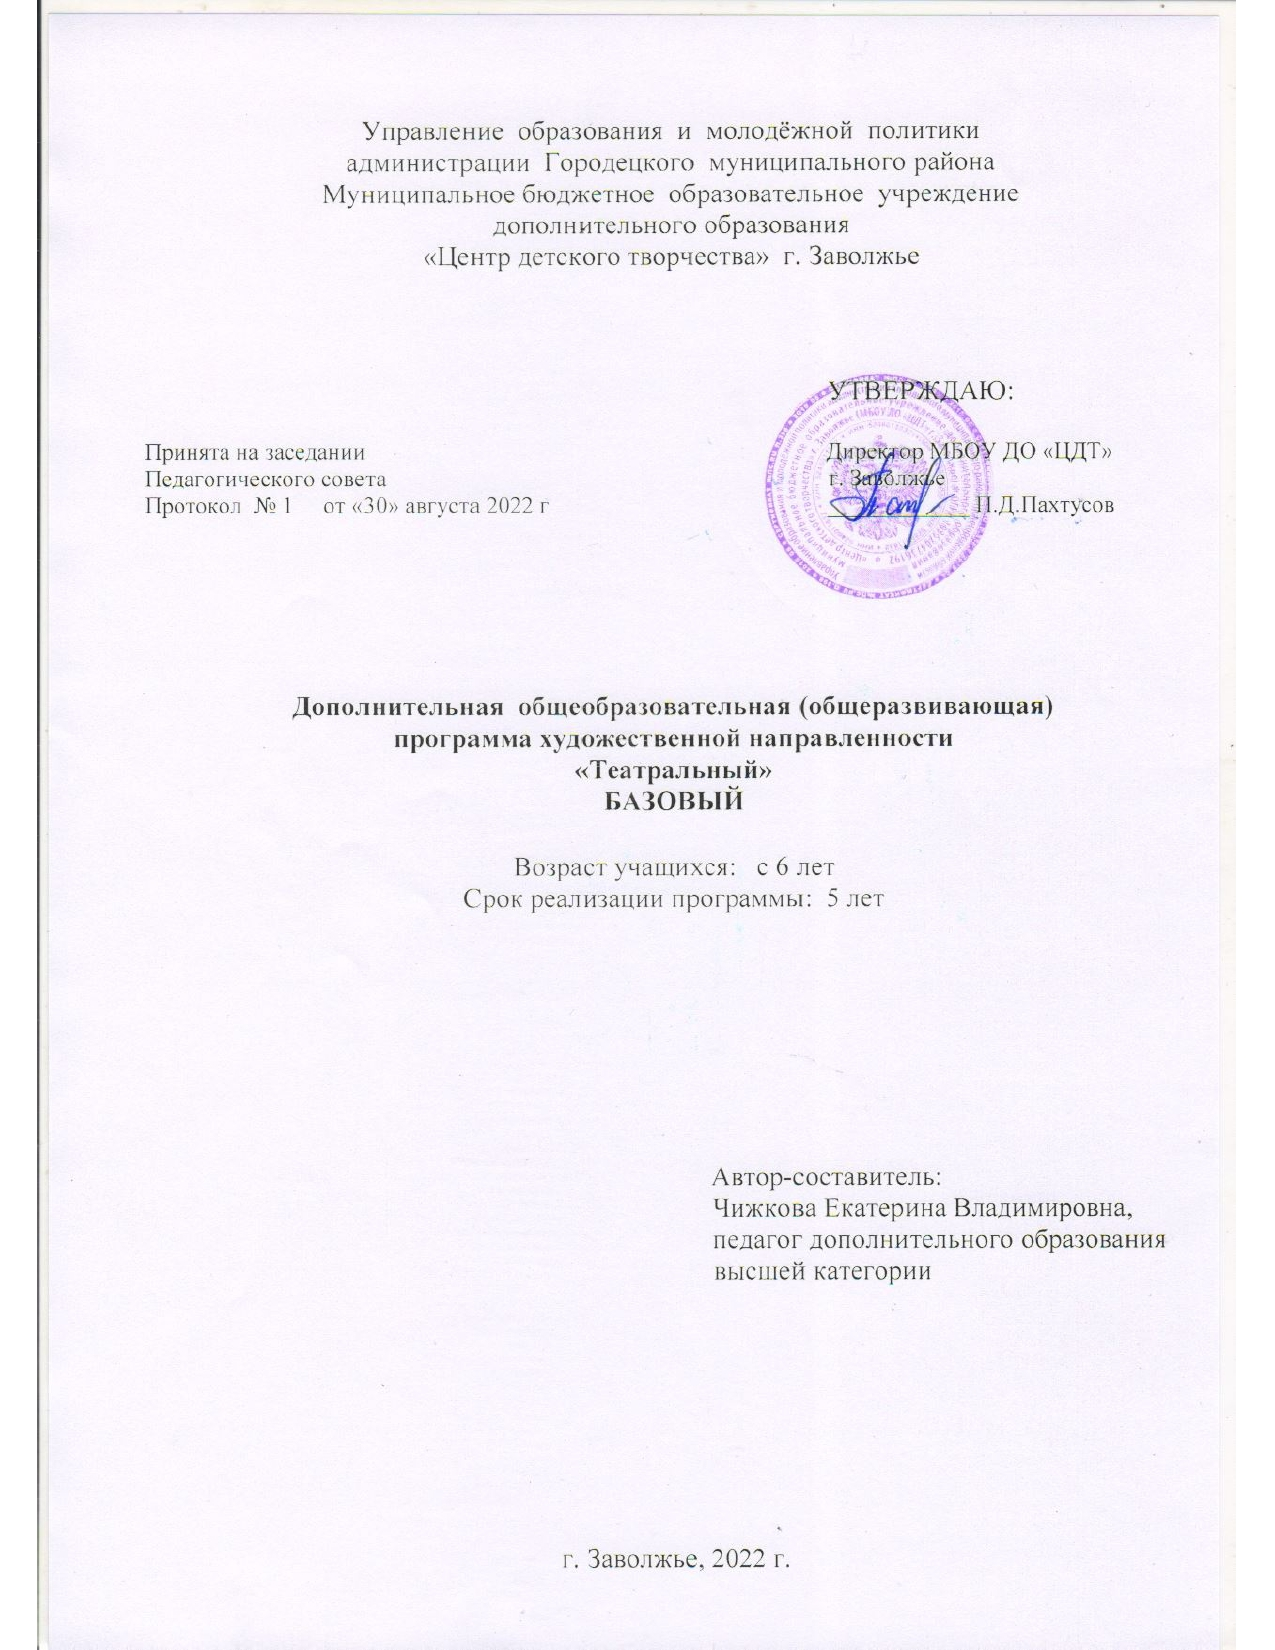 Управление образования и молодёжной политики
администрации Городецкого муниципального района
Муниципальное бюджетное образовательное учреждение
дополнительного образования
«Центр детского творчества» г. Заволжье
УТВЕРЖДАЮ:
Принята на заседании
Педагогического совета
Протокол № 1 от «30» августа 2022 г
Директор МБОУ ДО «ЦДТ»
г. Заволжье
П.Д.Пахтусов
Дополнительная общеобразовательная (общеразвивающая)
программа художественной направленности
«Театральный»
БАЗОВЫЙ
Возраст учащихся: с 6 лет
Срок реализации программы: 5 лет
Автор-составитель:
Чижкова Екатерина Владимировна,
педагог дополнительного образования
высшей категории
г. Заволжье, 2022 г.